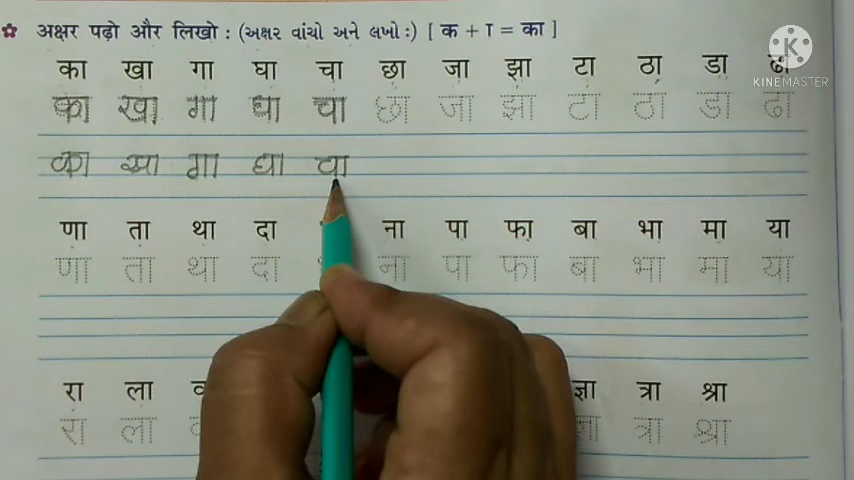 अक्षर पढ़ो और लिखो : (અક્ષર વાંચો અને લખો :) [ क + ा = का ]
का खा गा घा चा छा जा झा टा ठा डा ढा
का खा गा घा चा छा जा झा टा ठा डा ढा
का खा गा घा चा
णा ता था दा ना पा फा बा भा मा या
णा ता था दा ना पा फा बा भा मा या
रा ला ज्ञा त्रा श्रा
रा ला ज्ञा त्रा श्रा
K
KINEMASTER